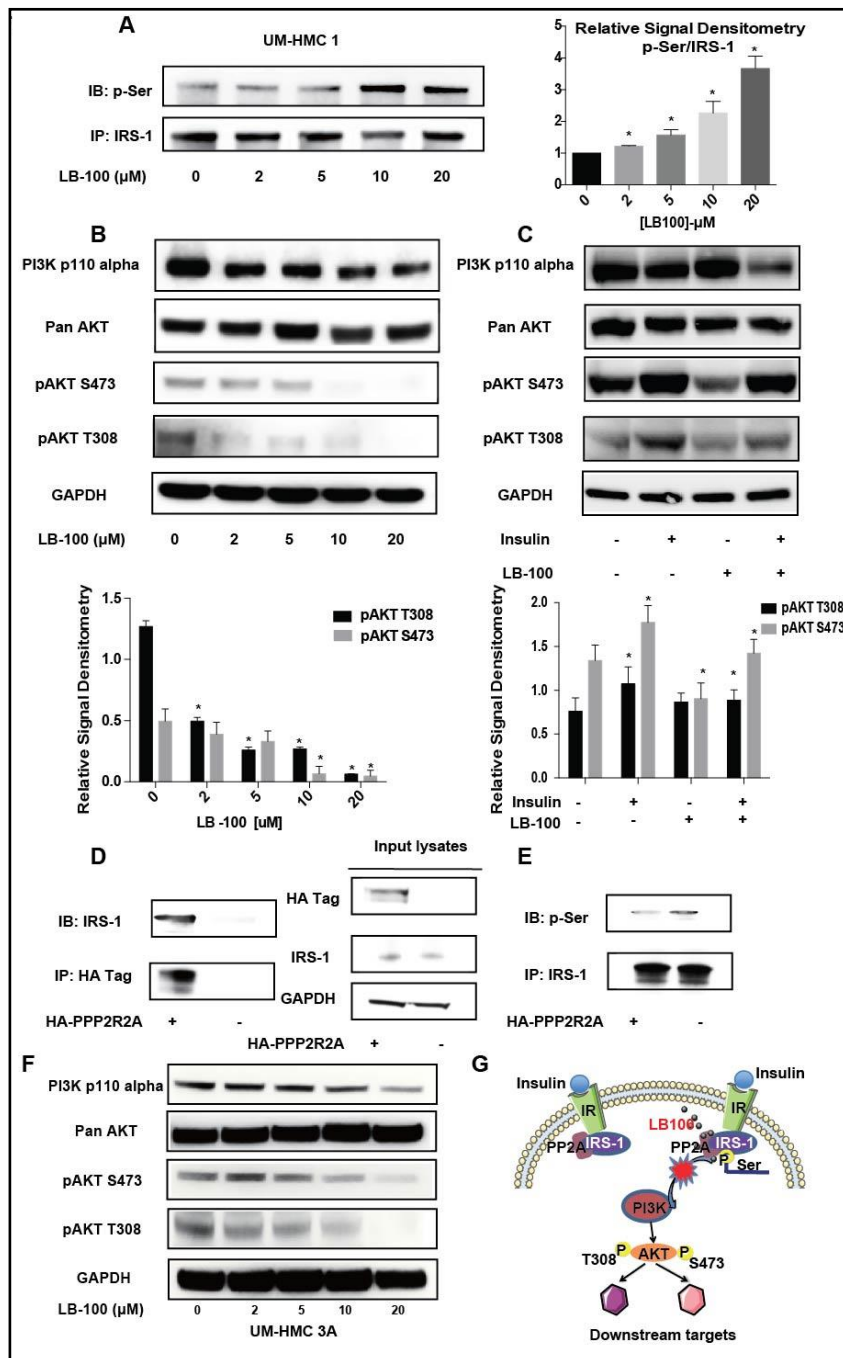 A
UM-HMC 1
IB: p-Ser
IP: IRS-1
LB-100 (µM) 0 2 5 10 20
Relative Signal Densitometry
p-Ser/IRS-1
5
4
3
2
1
0
* * * *
0 2 5 10 20
[LB100]-µM
B
PI3K p110 alpha
Pan AKT
pAKT S473
pAKT T308
GAPDH
LB-100 (µM) 0 2 5 10 20
Relative Signal Densitometry
1.5
1.0
0.5
0.0
pAKT T308
pAKT S473
* * * * * *
0 2 5 10 20
LB -100 [uM]
C
PI3K p110 alpha
Pan AKT
pAKT S473
pAKT T308
GAPDH
Insulin - + - +
LB-100 - - + +
Relative Signal Densitometry
2.0
1.5
1.0
0.5
0.0
pAKT T308
pAKT S473
* * * * *
Insulin - + - +
LB-100 - - + +
D
IB: IRS-1
IP: HA Tag
HA-PPP2R2A + -
Input lysates
HA Tag
IRS-1
GAPDH
HA-PPP2R2A + -
E
IB: p-Ser
IP: IRS-1
HA-PPP2R2A + -
F
PI3K p110 alpha
Pan AKT
pAKT S473
pAKT T308
GAPDH
LB-100 (µM) 0 2 5 10 20
UM-HMC 3A
G
Insulin Insulin
IR IR
LB100
PP2A IRS-1 PP2A IRS-1
P
Ser
PI3K
T308 P AKT P S473
Downstream targets